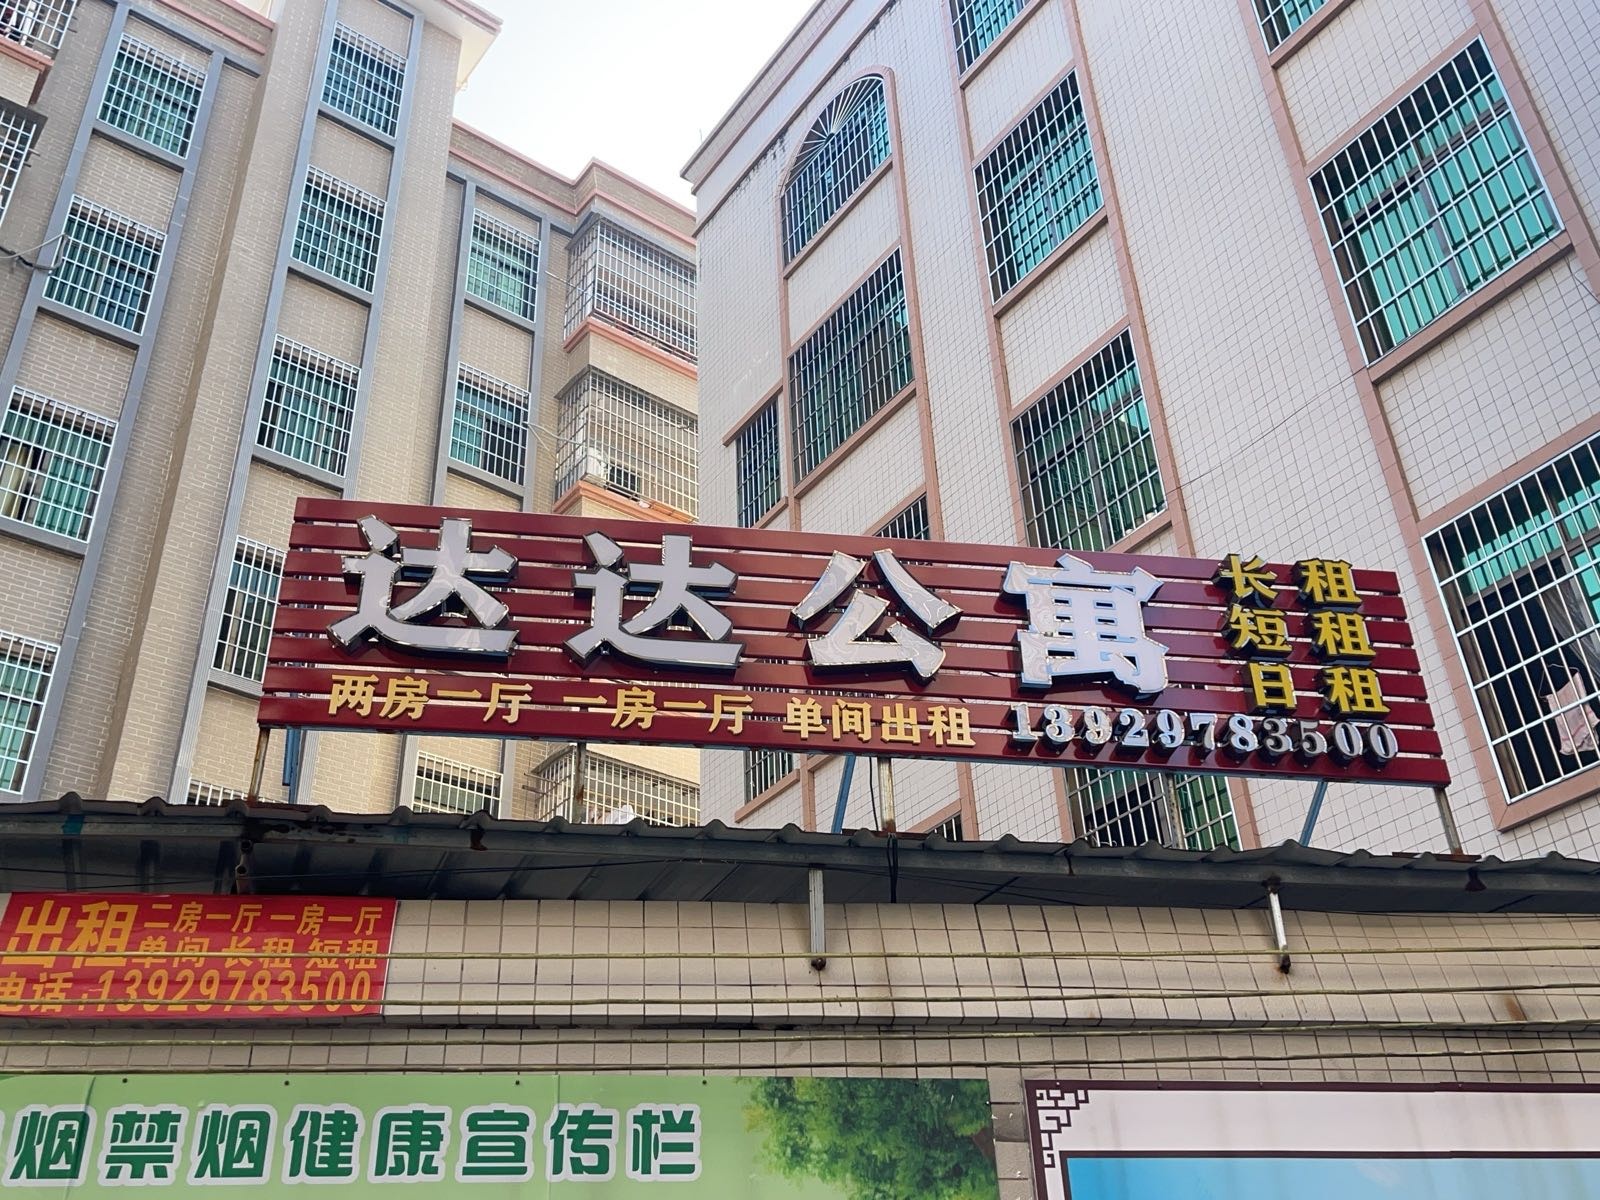 达达公寓
长租
短租
日租
两房一厅 一房一厅 单间出租 13929783500
出租
二房一厅 一房一厅
单间 长租 短租
电话:13929783500
烟禁烟健康宣传栏